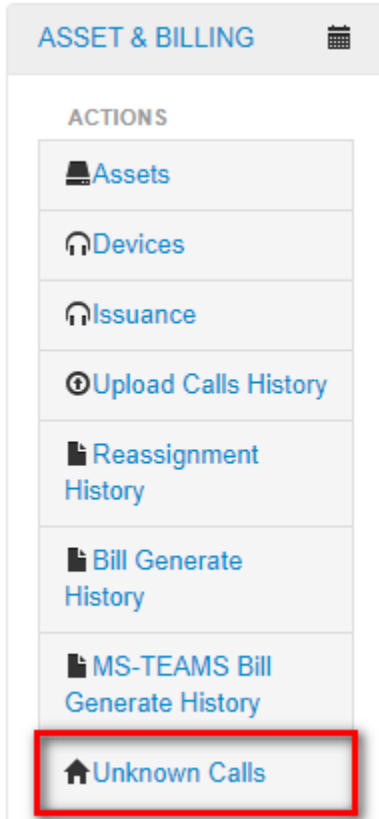 ASSET & BILLING
ACTIONS
Assets
Devices
Issuance
Upload Calls History
Reassignment
History
Bill Generate
History
MS-TEAMS Bill
Generate History
Unknown Calls